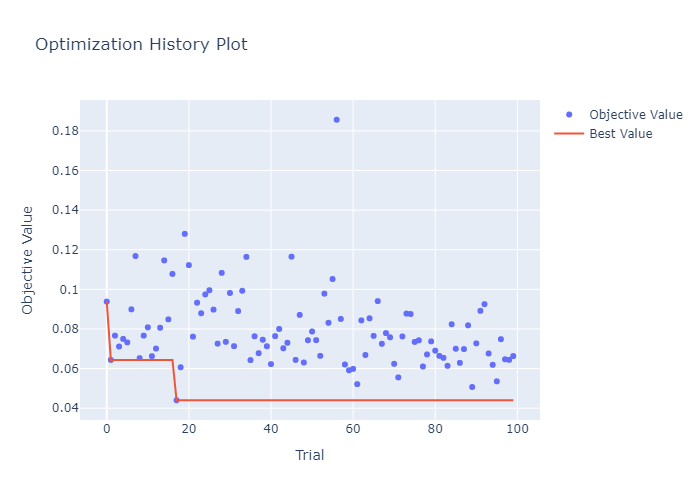 Optimization History Plot
Objective Value
Best Value
0.18
0.16
0.14
0.12
0.1
0.08
0.06
0.04
Objective Value
0
20
40
60
80
100
Trial